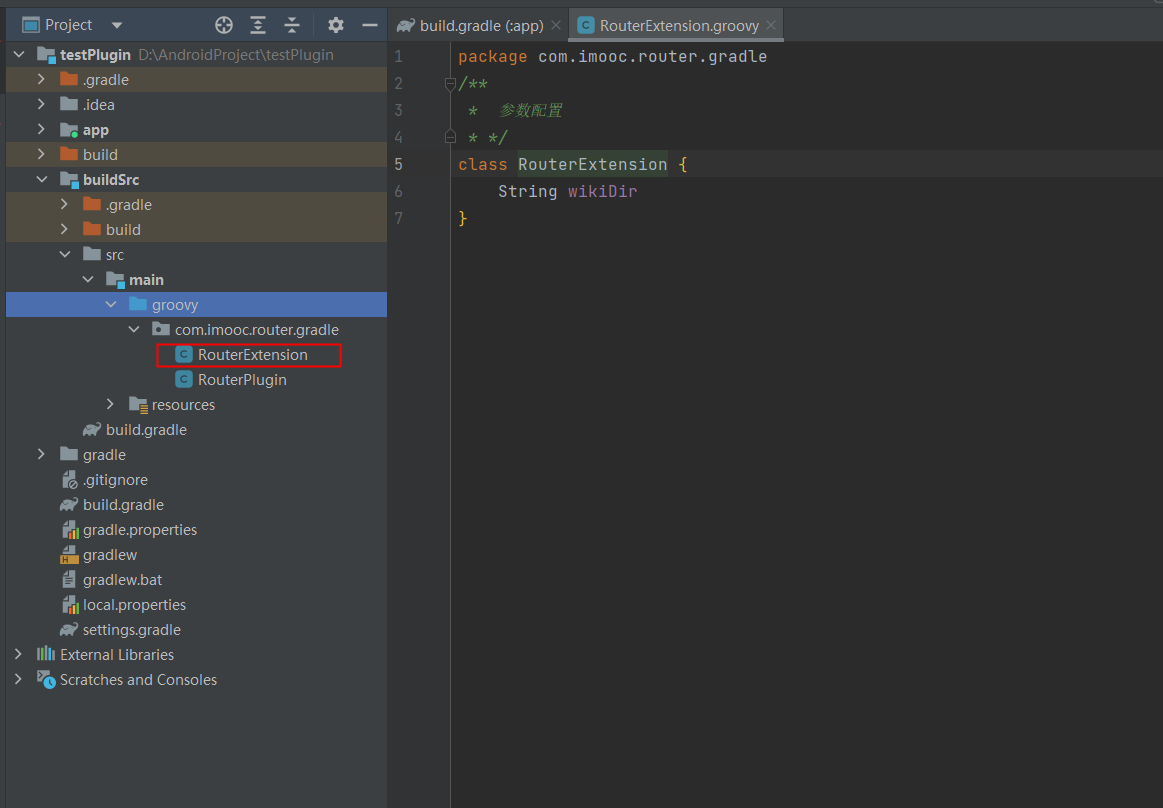 Project
testPlugin D:\AndroidProject\testPlugin
.gradle
.idea
app
build
buildSrc
.gradle
build
src
main
groovy
com.imooc.router.gradle
RouterExtension
RouterPlugin
resources
build.gradle
gradle
.gitignore
build.gradle
gradle.properties
gradlew
gradlew.bat
local.properties
settings.gradle
External Libraries
Scratches and Consoles
build.gradle (:app) RouterExtension.groovy
1 package com.imooc.router.gradle
2 /**
3 * 参数配置
4 * */
5 class RouterExtension {
6 String wikiDir
7 }